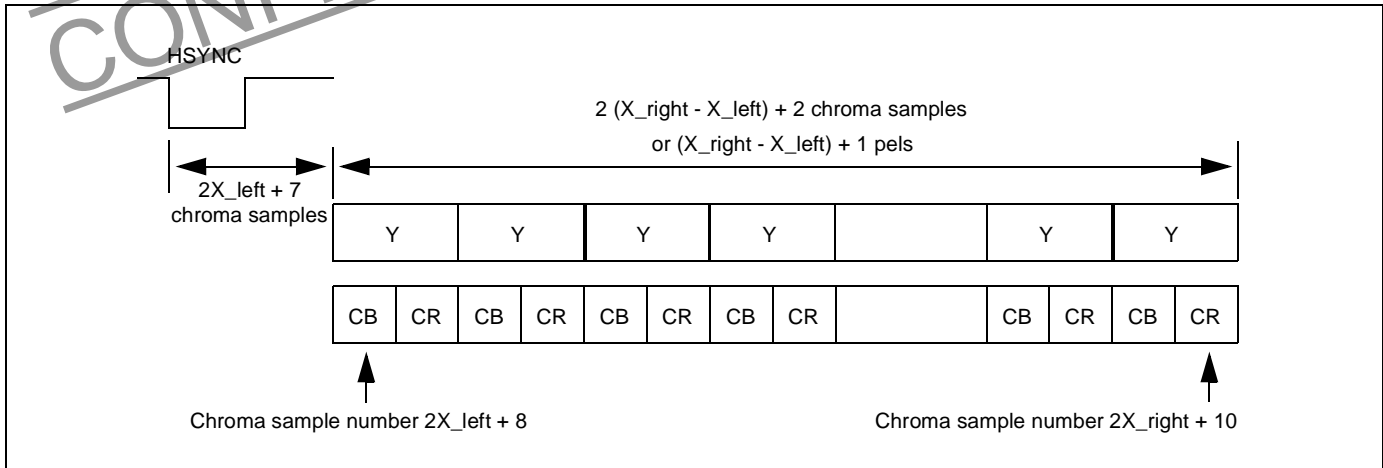 HSYNC
2 (X_right - X_left) + 2 chroma samples
or (X_right - X_left) + 1 pels
2X_left + 7
chroma samples
Y Y Y Y Y Y
CB CR CB CR CB CR CB CR CB CR CB CR
Chroma sample number 2X_left + 8
Chroma sample number 2X_right + 10